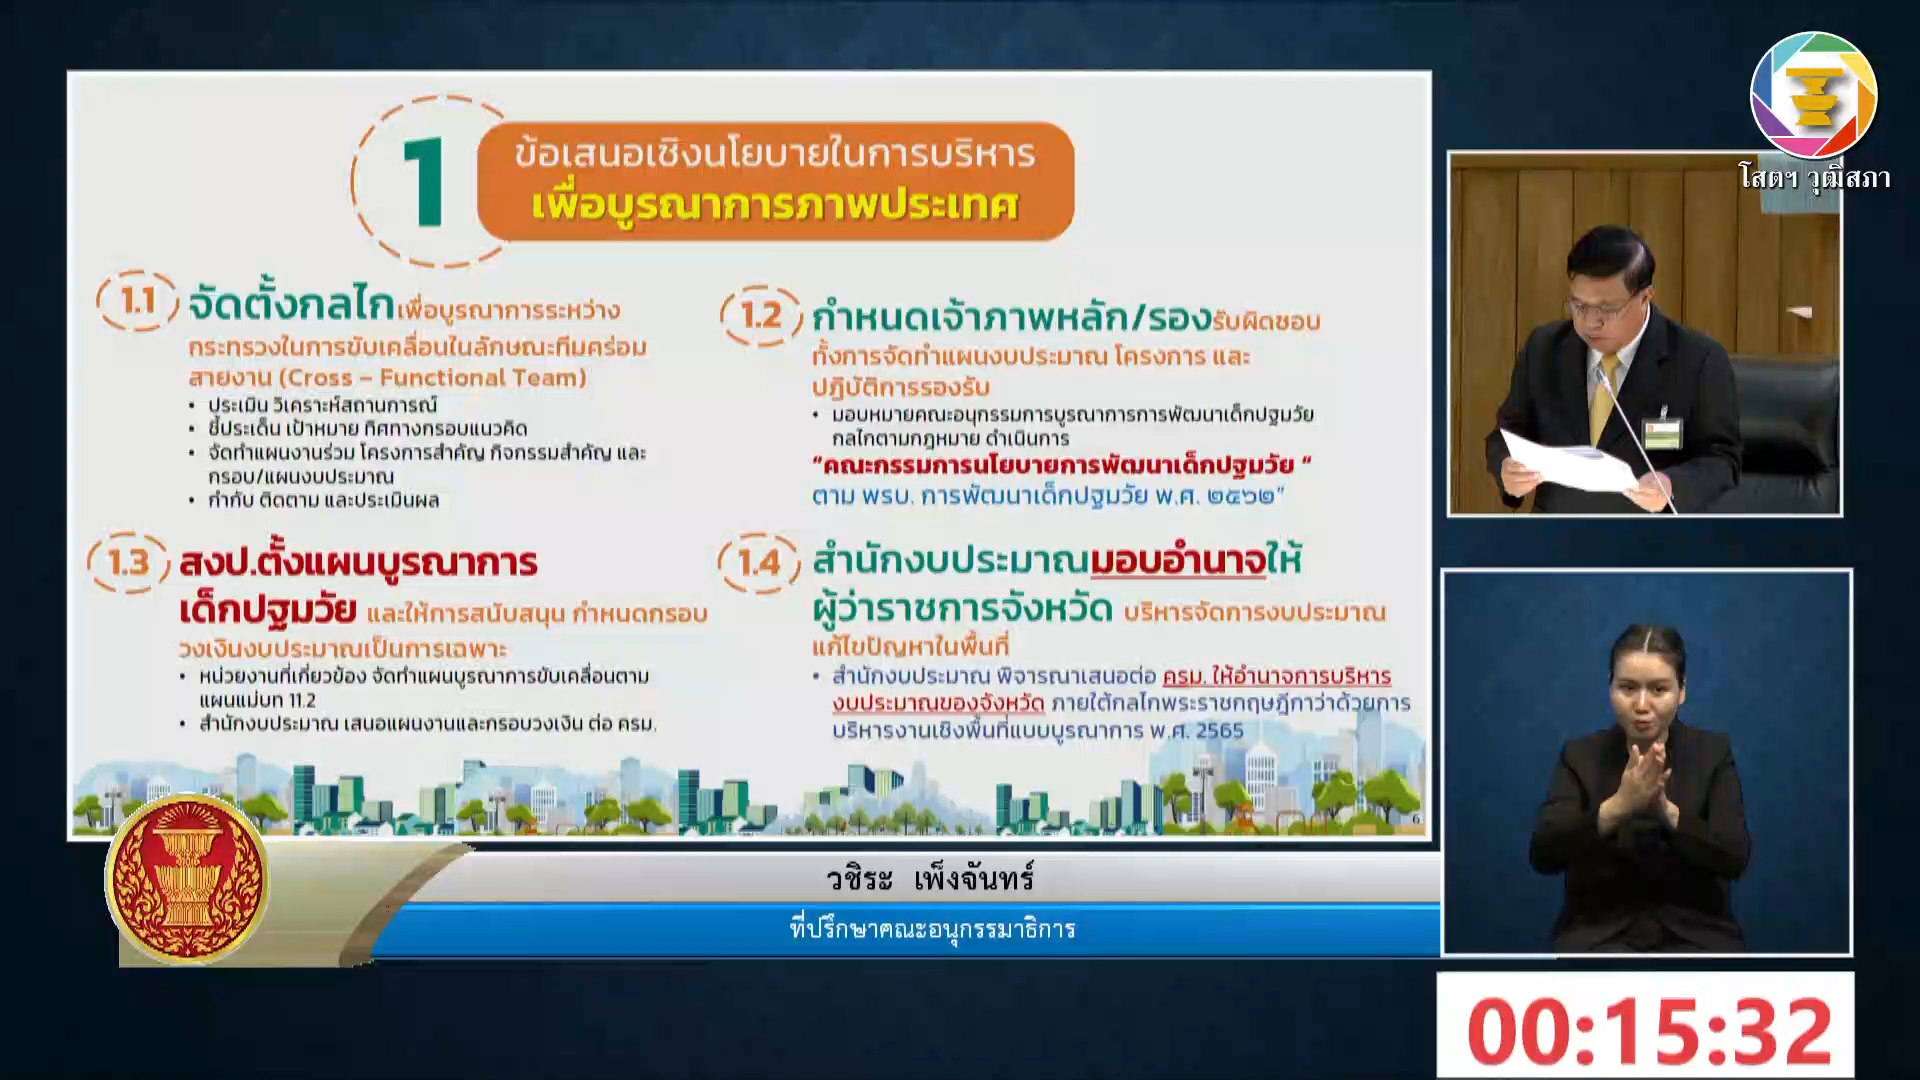 โสตฯ วุฒิสภา
1
ข้อเสนอเชิงนโยบายในการบริหาร
เพื่อบูรณาการภาพประเทศ
1.1
จัดตั้งกลไกเพื่อบูรณาการระหว่าง
กระทรวงในการขับเคลื่อนในลักษณะทีมคร่อม
สายงาน (Cross – Functional Team)
• ประเมิน วิเคราะห์สถานการณ์
• ชี้ประเด็น เป้าหมาย ทิศทางกรอบแนวคิด
• จัดทำแผนงานร่วม โครงการสำคัญ กิจกรรมสำคัญ และ
กรอบ/แผนงบประมาณ
• กำกับ ติดตาม และประเมินผล
1.2
กำหนดเจ้าภาพหลัก/รองรับผิดชอบ
ทั้งการจัดทำแผนงบประมาณ โครงการ และ
ปฏิบัติการรองรับ
• มอบหมายคณะอนุกรรมการบูรณาการการพัฒนาเด็กปฐมวัย
กลไกตามกฎหมาย ดำเนินการ
“คณะกรรมการนโยบายการพัฒนาเด็กปฐมวัย “
ตาม พรบ. การพัฒนาเด็กปฐมวัย พ.ศ. ๒๕๖๒”
1.3
สงป.ตั้งแผนบูรณาการ
เด็กปฐมวัย และให้การสนับสนุน กำหนดกรอบ
วงเงินงบประมาณเป็นการเฉพาะ
• หน่วยงานที่เกี่ยวข้อง จัดทำแผนบูรณาการขับเคลื่อนตาม
แผนแม่บท 11.2
• สำนักงบประมาณ เสนอแผนงานและกรอบวงเงิน ต่อ ครม.
1.4
สำนักงบประมาณมอบอำนาจให้
ผู้ว่าราชการจังหวัด บริหารจัดการงบประมาณ
แก้ไขปัญหาในพื้นที่
• สำนักงบประมาณ พิจารณาเสนอต่อ ครม. ให้อำนาจการบริหาร
งบประมาณของจังหวัด ภายใต้กลไกพระราชกฤษฎีกาว่าด้วยการ
บริหารงานเชิงพื้นที่แบบบูรณาการ พ.ศ. 2565
6
วชิระ เพ็งจันทร์
ที่ปรึกษาคณะอนุกรรมาธิการ
00:15:32